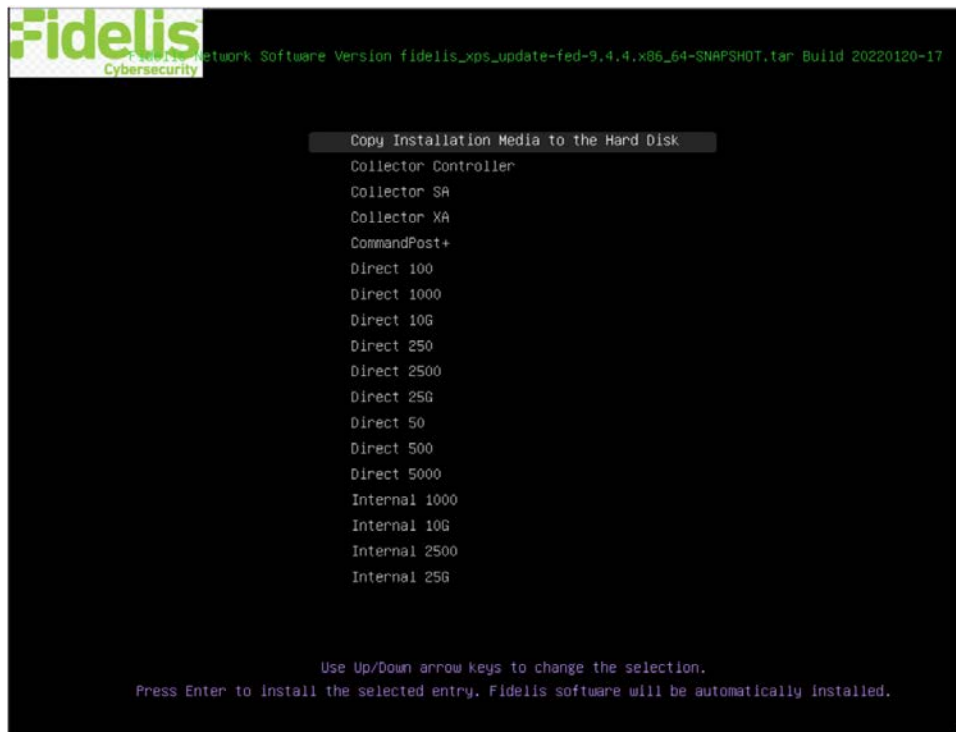 Fidelis
Cybersecurity
Fidelis Network Software Version fidelis_xps_update-fed-9.4.4.x86_64-SNAPSHOT.tar Build 20220120-17
Copy Installation Media to the Hard Disk
Collector Controller
Collector SA
Collector XA
CommandPost+
Direct 100
Direct 1000
Direct 10G
Direct 250
Direct 2500
Direct 25G
Direct 50
Direct 500
Direct 5000
Internal 1000
Internal 10G
Internal 2500
Internal 25G
Use Up/Down arrow keys to change the selection.
Press Enter to install the selected entry. Fidelis software will be automatically installed.